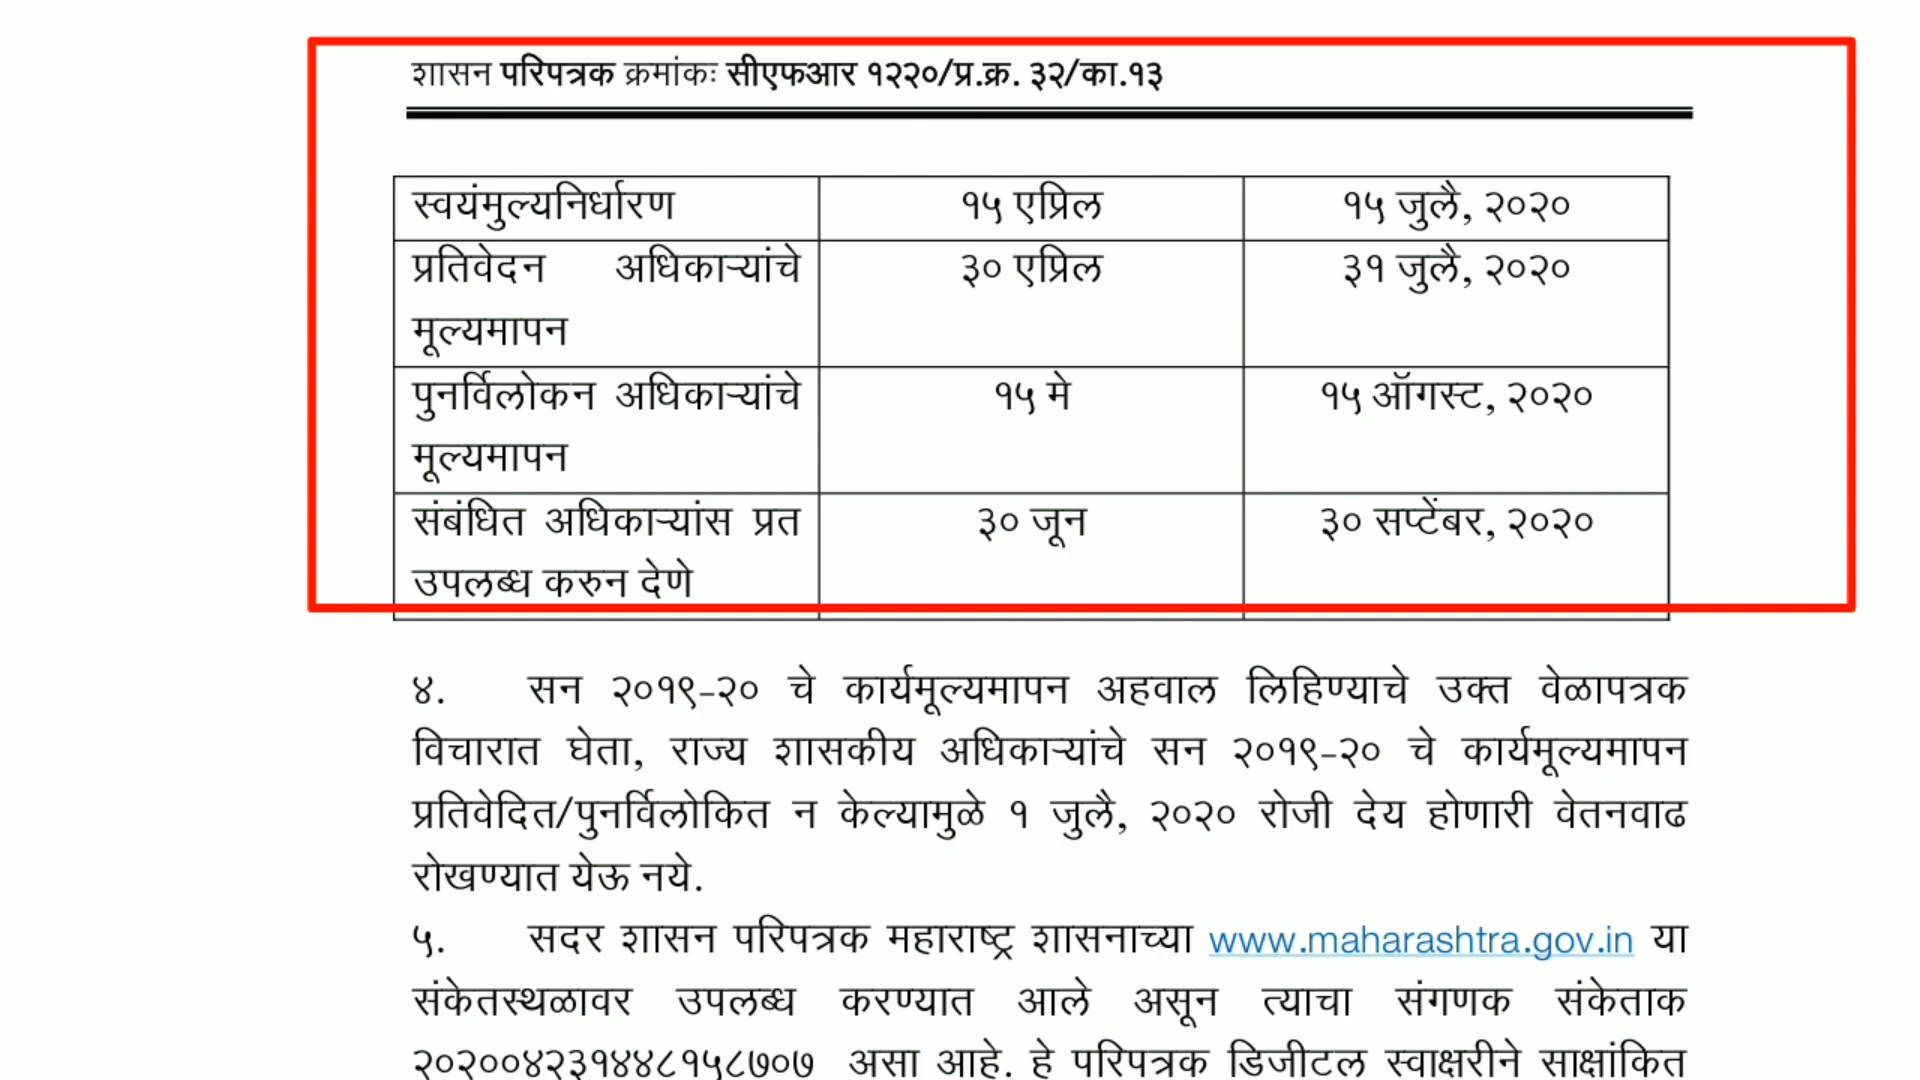 शासन परिपत्रक क्रमांकः सीएफआर १२२०/प्र.क्र. ३२/का.१३
स्वयंमुल्यनिर्धारण १५ एप्रिल १५ जुलै, २०२०
प्रतिवेदन अधिकाऱ्यांचे ३० एप्रिल ३१ जुलै, २०२०
मूल्यमापन
पुनर्विलोकन अधिकाऱ्यांचे १५ मे १५ ऑगस्ट, २०२०
मूल्यमापन
संबंधित अधिकाऱ्यांस प्रत ३० जून ३० सप्टेंबर, २०२०
उपलब्ध करुन देणे
४. सन २०१९-२० चे कार्यमूल्यमापन अहवाल लिहिण्याचे उक्त वेळापत्रक
विचारात घेता, राज्य शासकीय अधिकाऱ्यांचे सन २०१९-२० चे कार्यमूल्यमापन
प्रतिवेदित/पुनर्विलोकित न केल्यामुळे १ जुलै, २०२० रोजी देय होणारी वेतनवाढ
रोखण्यात येऊ नये.
५. सदर शासन परिपत्रक महाराष्ट्र शासनाच्या www.maharashtra.gov.in या
संकेतस्थळावर उपलब्ध करण्यात आले असून त्याचा संगणक संकेताक
२०२००४२३१४४८१५८७०७ असा आहे. हे परिपत्रक डिजीटल स्वाक्षरीने साक्षांकित